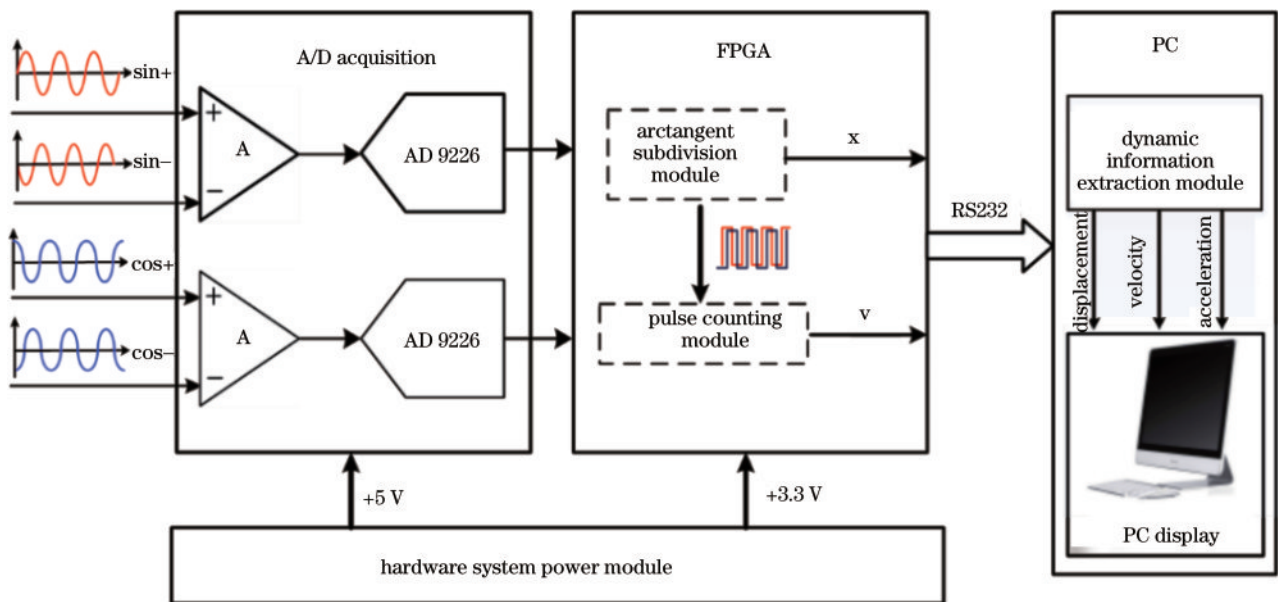 A/D acquisition
sin+
+
A
−
AD 9226
sin−
cos+
+
A
−
AD 9226
cos−
FPGA
arctangent
subdivision
module
x
pulse counting
module
v
RS232
PC
dynamic
information
extraction module
displacement
velocity
acceleration
PC display
+5 V
+3.3 V
hardware system power module